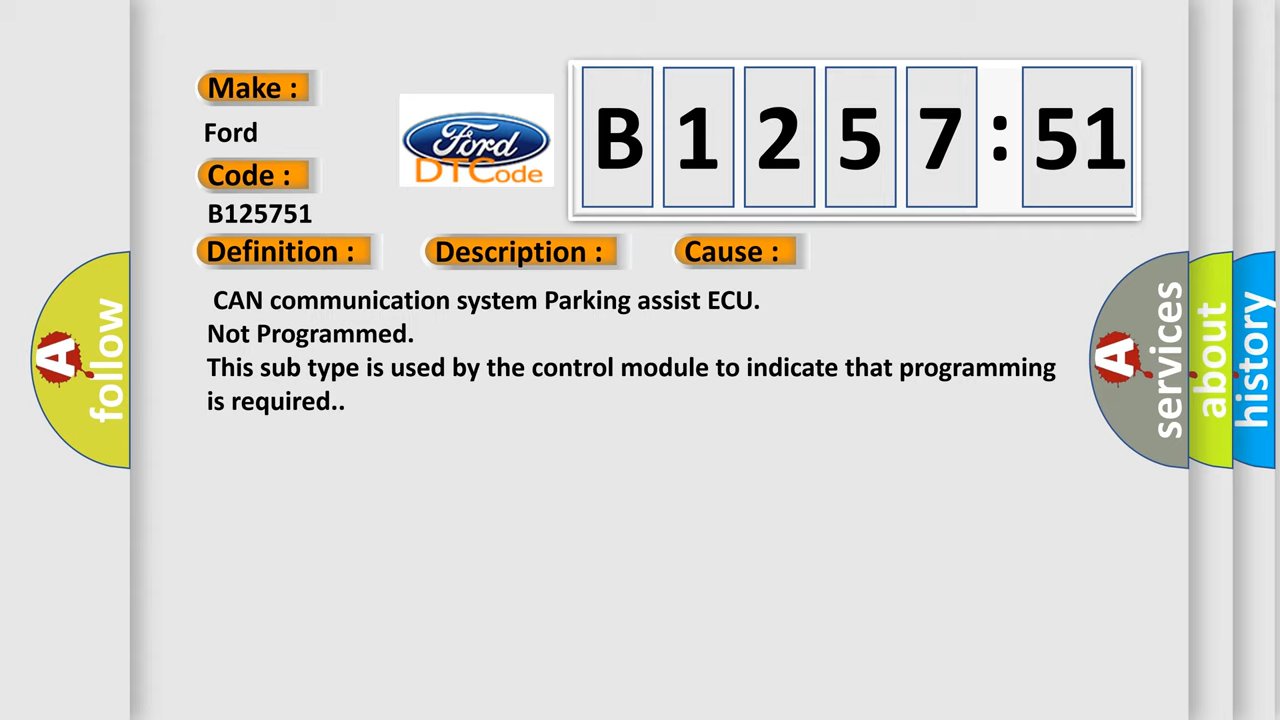 Make :
Ford
Ford
DTCode
B 1 2 5 7 : 51
Code :
B125751
Definition :
Description :
Cause :
CAN communication system Parking assist ECU.
Not Programmed.
This sub type is used by the control module to indicate that programming
is required..
A
follow
A
services
about
history